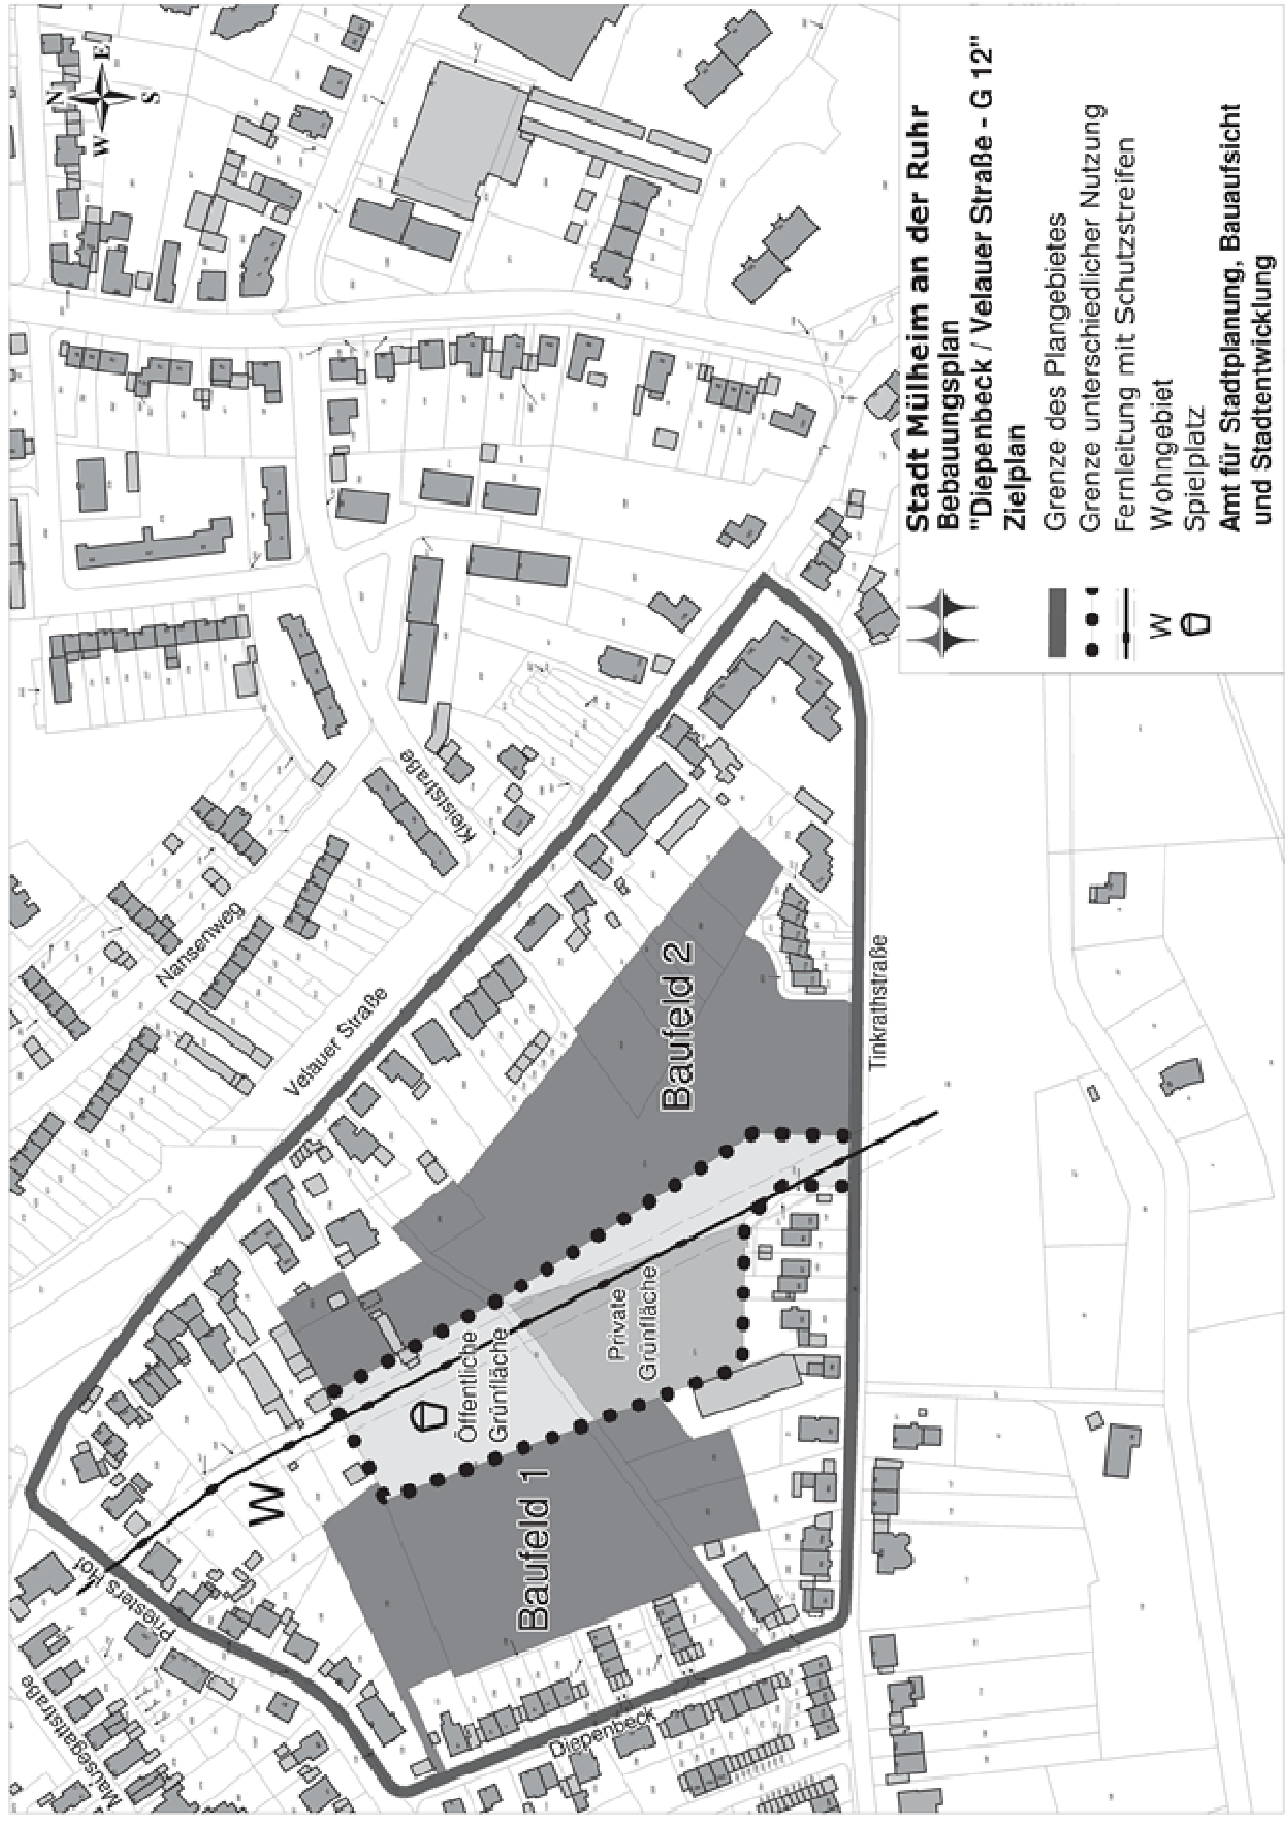 Stadt Mülheim an der Ruhr
Bebauungsplan
"Diepenbeck / Velauer Straße - G 12"
Zielplan
Grenze des Plangebietes
Grenze unterschiedlicher Nutzung
Fernleitung mit Schutzstreifen
W Wohngebiet
Spielplatz
Amt für Stadtplanung, Bauaufsicht
und Stadtentwicklung
N
E
S
W
Mausegattstraße
Priesters Hof
Nansenweg
Velauer Straße
Kleiststraße
W
Öffentliche
Grünfläche
Private
Grünfläche
Baufeld 1
Baufeld 2
Diepenbeck
Tinkrathstraße